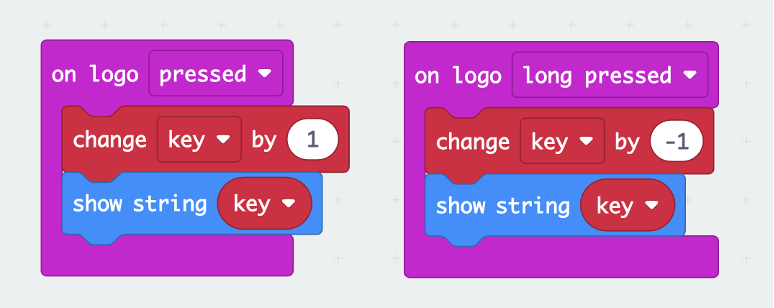 on logo pressed
change key by 1
show string key
on logo long pressed
change key by -1
show string key